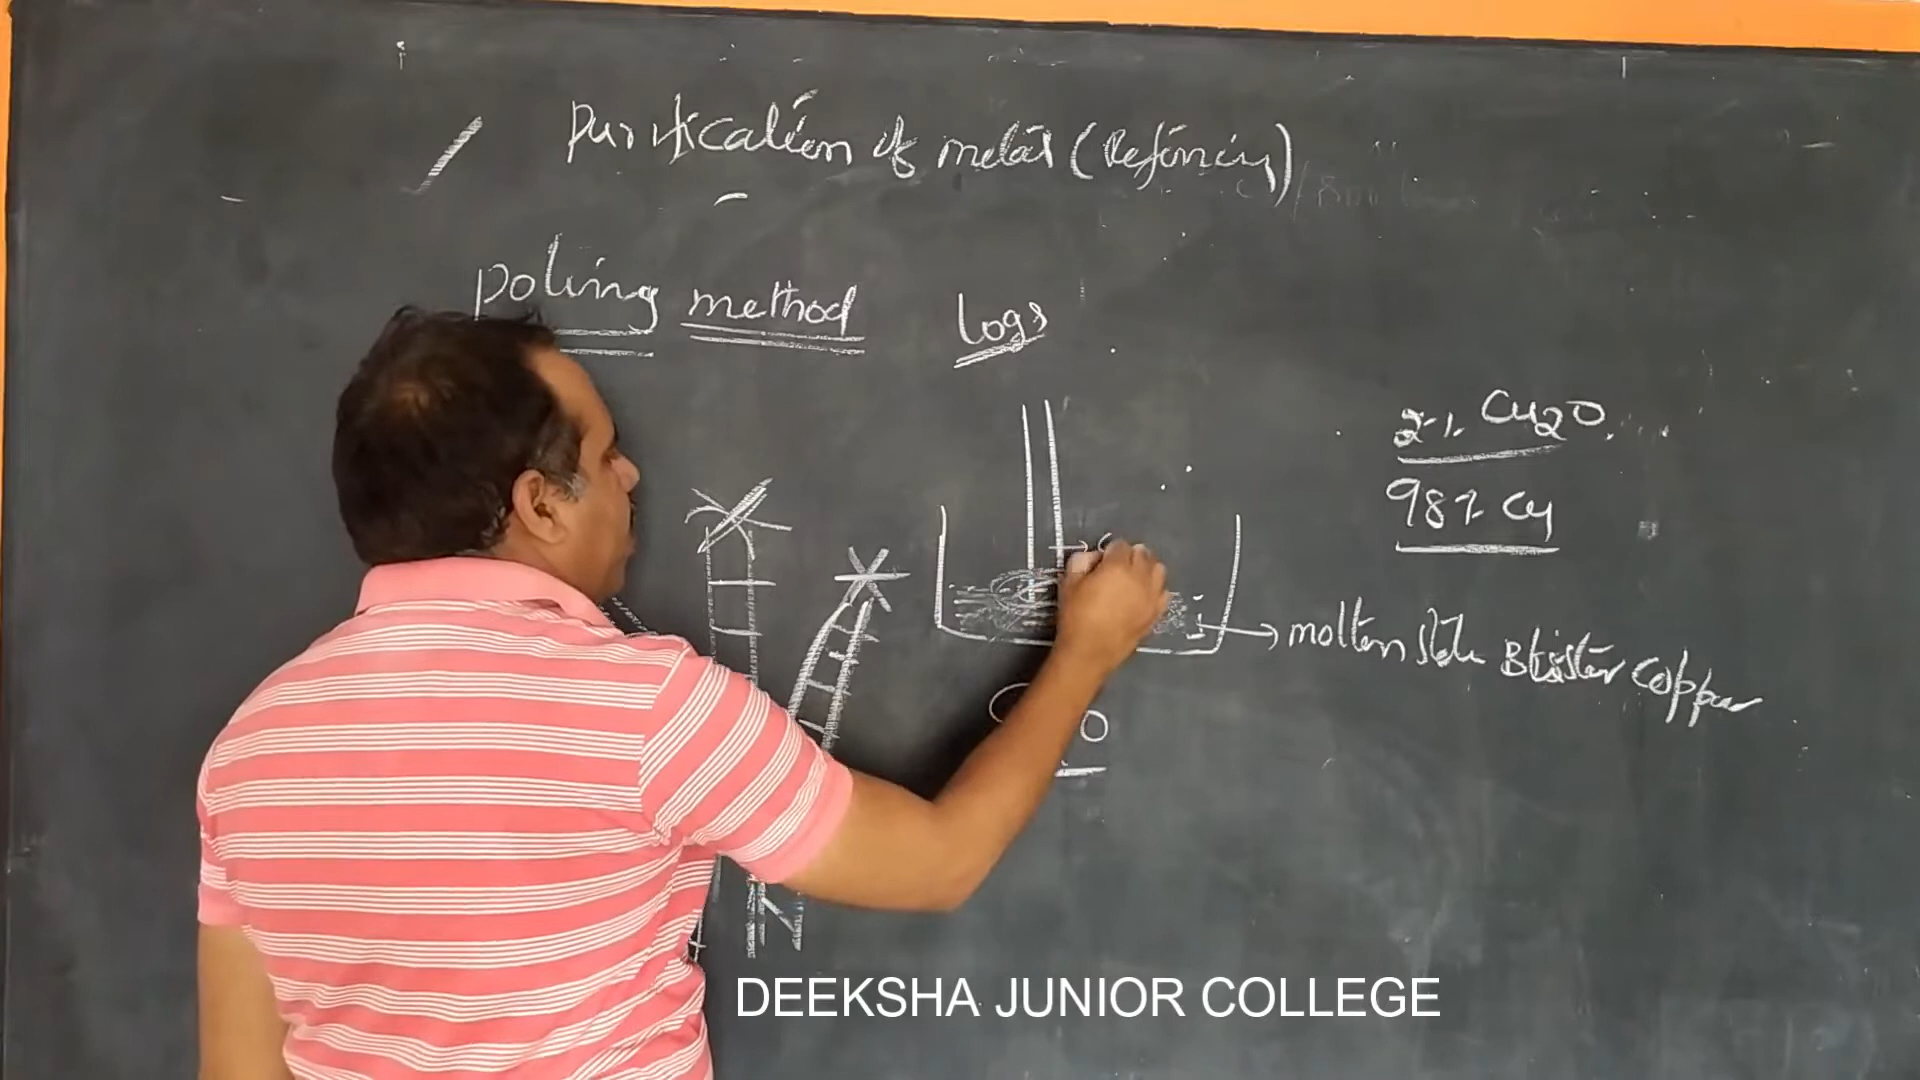 Purification of metal (Refining)
Poling method
Logs
2% Cu2O
98% Cu
molten state Blister Copper
DEEKSHA JUNIOR COLLEGE